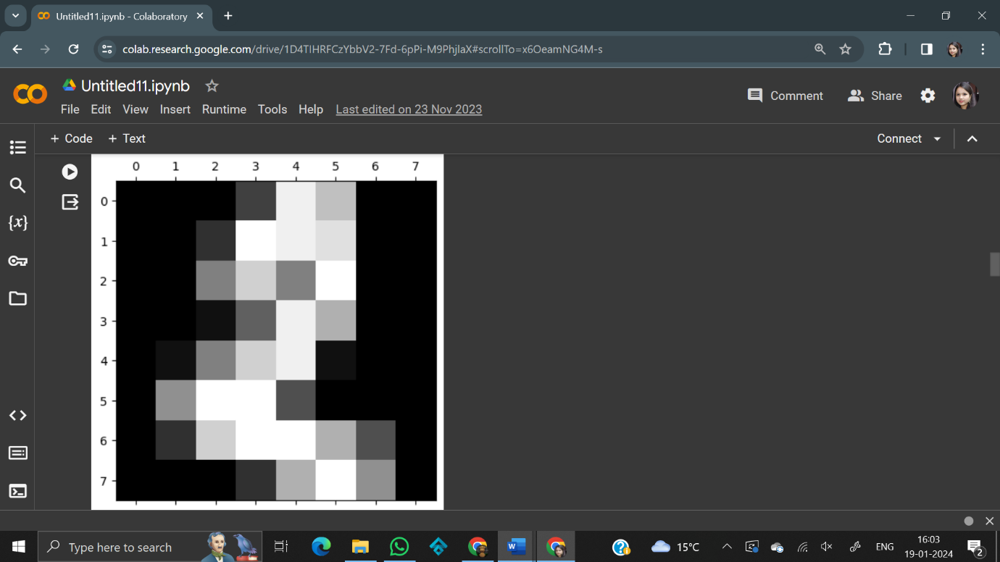 Untitled11.ipynb - Colaboratory
colab.research.google.com/drive/1D4TIHRFCzYbbV2-7Fd-6pPi-M9PhjlaX#scrollTo=x6OeamNG4M-s
CO Untitled11.ipynb
Comment Share
File Edit View Insert Runtime Tools Help Last edited on 23 Nov 2023
+ Code + Text Connect
0 1 2 3 4 5 6 7
0
1
2
{x}
3
4
5
6
7
Type here to search W 15°C ENG 16:03
19-01-2024 2